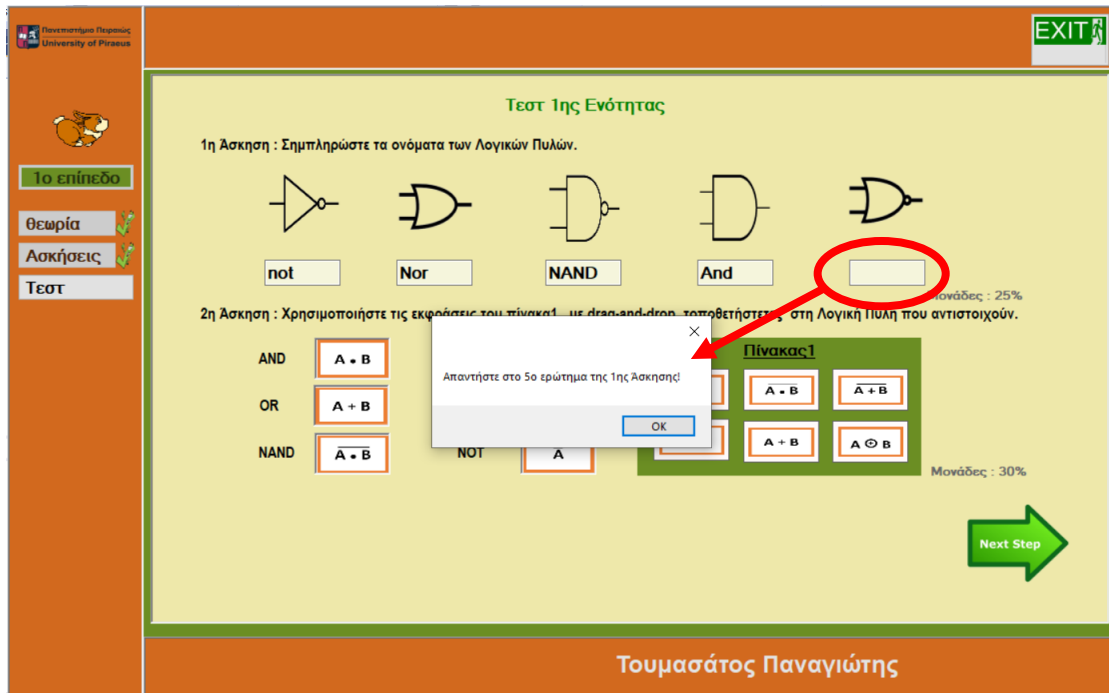 Πανεπιστήμιο Πειραιώς
University of Piraeus
EXIT
Τεστ 1ης Ενότητας
1η Άσκηση : Σημπληρώστε τα ονόματα των Λογικών Πυλών.
1ο επίπεδο
θεωρία
Ασκήσεις
Τεστ
not Nor NAND And
Μονάδες : 25%
2η Άσκηση : Χρησιμοποιήστε τις εκφράσεις του πίνακα1 με drag-and-drop τοποθετήστετες στη Λογική Πύλη που αντιστοιχούν.
Πίνακας1
AND A • B
Απαντήστε στο 5ο ερώτημα της 1ης Άσκησης!
A̅ ̅•̅ ̅B̅ A̅ ̅+̅ ̅B̅
OR A + B
OK
NAND A̅ ̅•̅ ̅B̅ NOT A
A + B A ⊙ B
Μονάδες : 30%
Next Step
Τουμασάτος Παναγιώτης